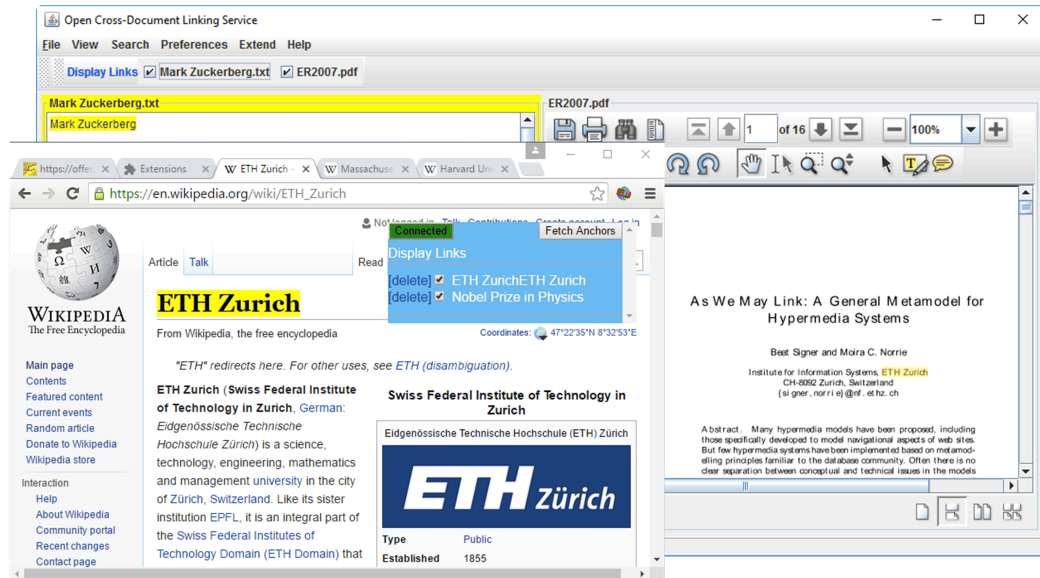 Open Cross-Document Linking Service
File View Search Preferences Extend Help
Display Links Mark Zuckerberg.txt ER2007.pdf
Mark Zuckerberg.txt
Mark Zuckerberg
ER2007.pdf
1 of 16 100%
https://offer Extensions ETH Zurich - Massachuse Harvard Uni
https://en.wikipedia.org/wiki/ETH_Zurich
Not logged in Talk Contributions Create account Log in
Connected Fetch Anchors
Display Links
[delete] ETH ZurichETH Zurich
[delete] Nobel Prize in Physics
WIKIPEDIA
The Free Encyclopedia
Main page
Contents
Featured content
Current events
Random article
Donate to Wikipedia
Wikipedia store
Interaction
Help
About Wikipedia
Community portal
Recent changes
Contact page
Article Talk Read
ETH Zurich
From Wikipedia, the free encyclopedia
Coordinates: 47°22′35″N 8°32′53″E
"ETH" redirects here. For other uses, see ETH (disambiguation).
ETH Zurich (Swiss Federal Institute
of Technology in Zurich, German:
Eidgenössische Technische
Hochschule Zürich) is a science,
technology, engineering, mathematics
and management university in the city
of Zürich, Switzerland. Like its sister
institution EPFL, it is an integral part of
the Swiss Federal Institutes of
Technology Domain (ETH Domain) that
Swiss Federal Institute of Technology in
Zurich
Eidgenössische Technische Hochschule (ETH) Zürich
ETH zürich
Type Public
Established 1855
As We May Link: A General Metamodel for
Hypermedia Systems
Beat Signer and Moira C. Norrie
Institute for Information Systems, ETH Zurich
CH-8092 Zurich, Switzerland
{signer,norrie}@inf.ethz.ch
Abstract. Many hypermedia models have been proposed, including
those specifically developed to model navigational aspects of web sites.
But few hypermedia systems have been implemented based on metamod-
elling principles familiar to the database community. Often there is no
clear separation between conceptual and technical issues in the models